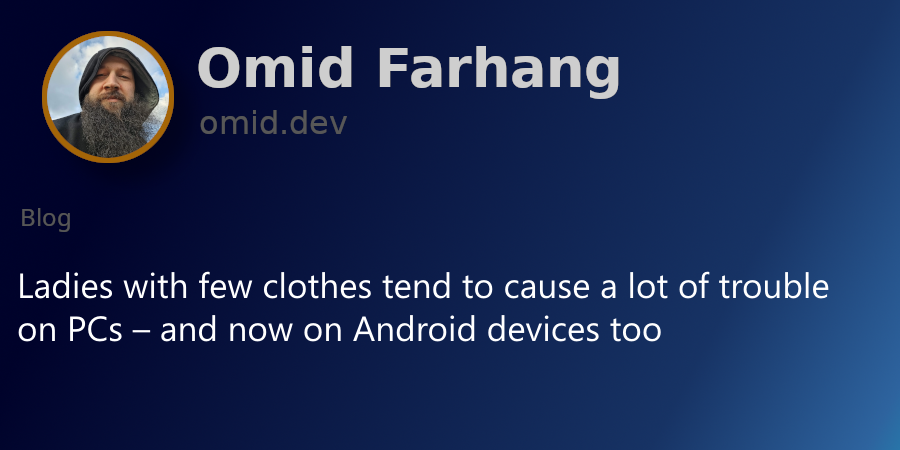 Omid Farhang
omid.dev
Blog
Ladies with few clothes tend to cause a lot of trouble
on PCs – and now on Android devices too